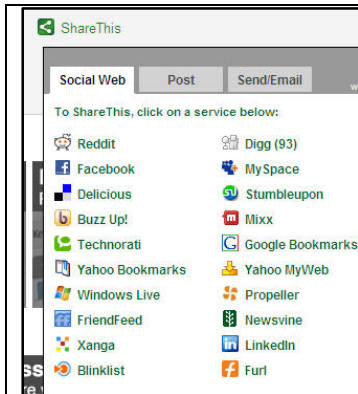 ShareThis
Social Web Post Send/Email
To ShareThis, click on a service below:
Reddit Digg (93)
Facebook MySpace
Delicious Stumbleupon
Buzz Up! Mixx
Technorati Google Bookmarks
Yahoo Bookmarks Yahoo MyWeb
Windows Live Propeller
FriendFeed Newsvine
Xanga LinkedIn
Blinklist Furl